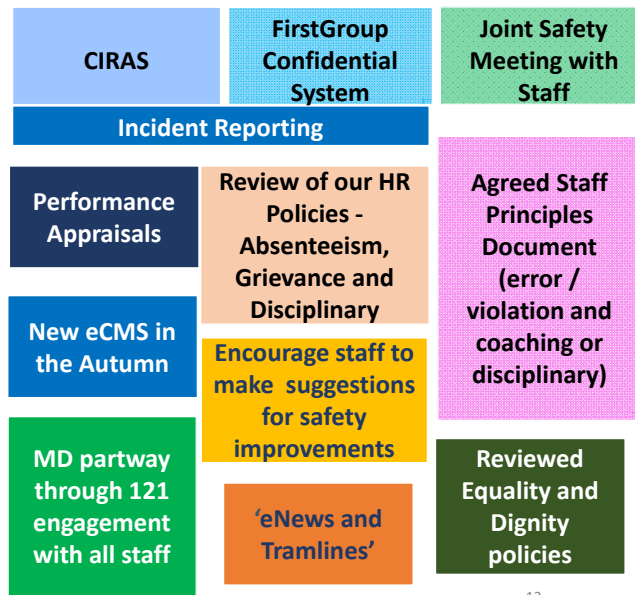 CIRAS
FirstGroup
Confidential
System
Joint Safety
Meeting with
Staff
Incident Reporting
Performance
Appraisals
Review of our HR
Policies -
Absenteeism,
Grievance and
Disciplinary
Agreed Staff
Principles
Document
(error /
violation and
coaching or
disciplinary)
New eCMS in
the Autumn
Encourage staff to
make suggestions
for safety
improvements
MD partway
through 121
engagement
with all staff
‘eNews and
Tramlines’
Reviewed
Equality and
Dignity
policies